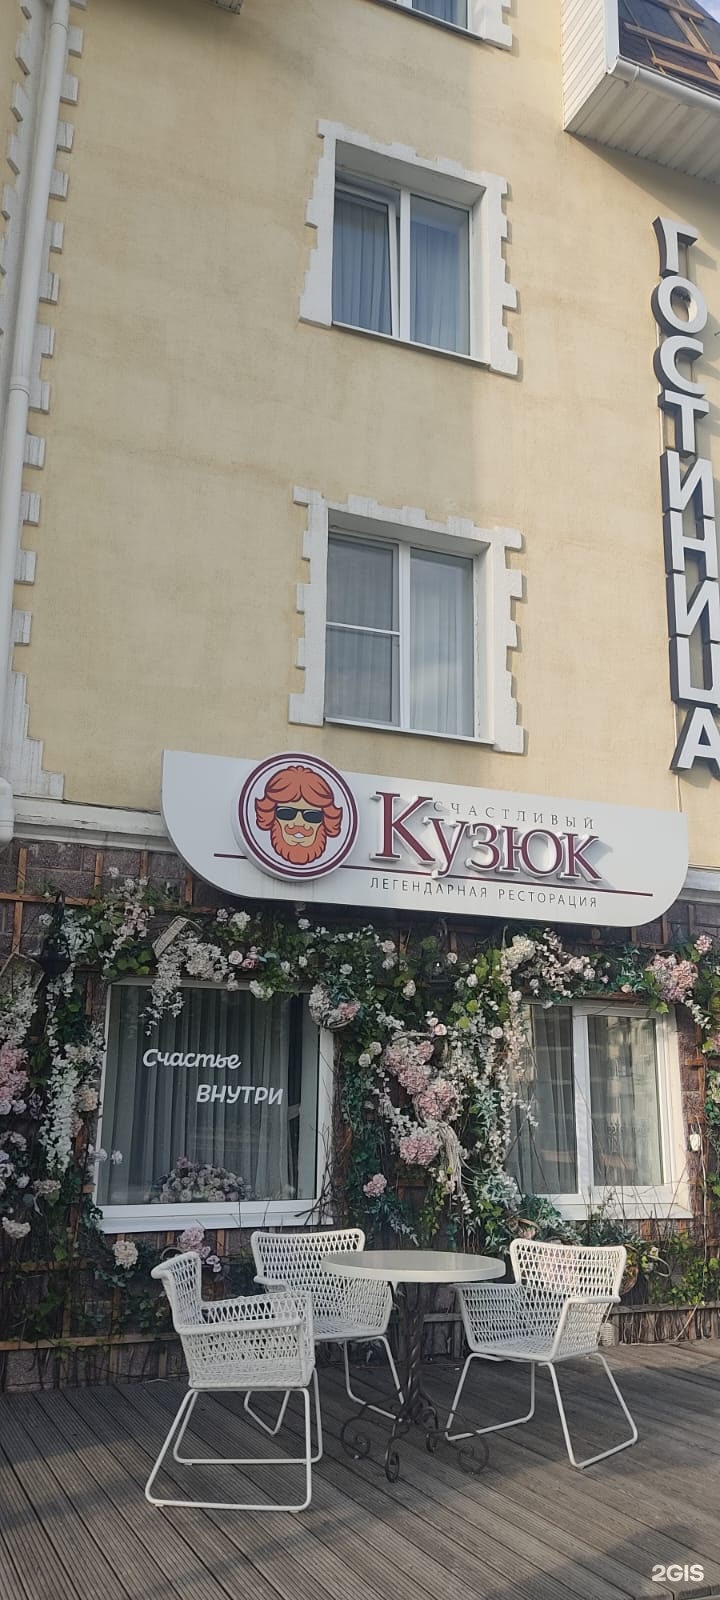 ГОСТИНИЦА
СЧАСТЛИВЫЙ
Кузюк
ЛЕГЕНДАРНАЯ РЕСТОРАЦИЯ
Счастье
ВНУТРИ
2GIS